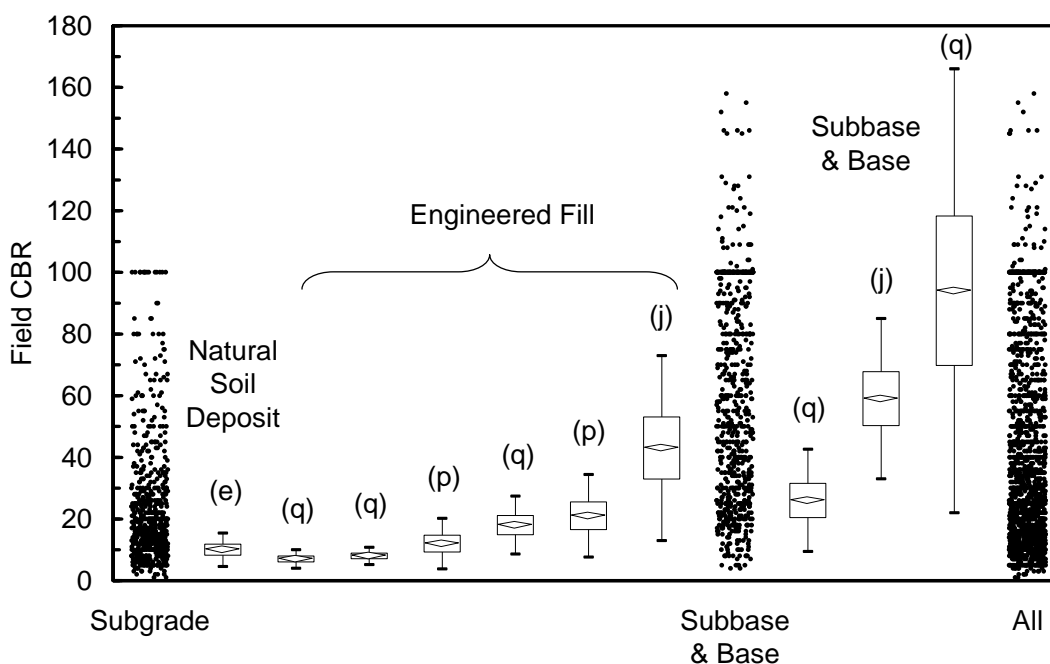 Field CBR
180
160
140
120
100
80
60
40
20
0
Natural
Soil
Deposit
(e)
(q)
(q)
(p)
(q)
(p)
(j)
Engineered Fill
(q)
(j)
(q)
Subbase
& Base
Subgrade
Subbase
& Base
All